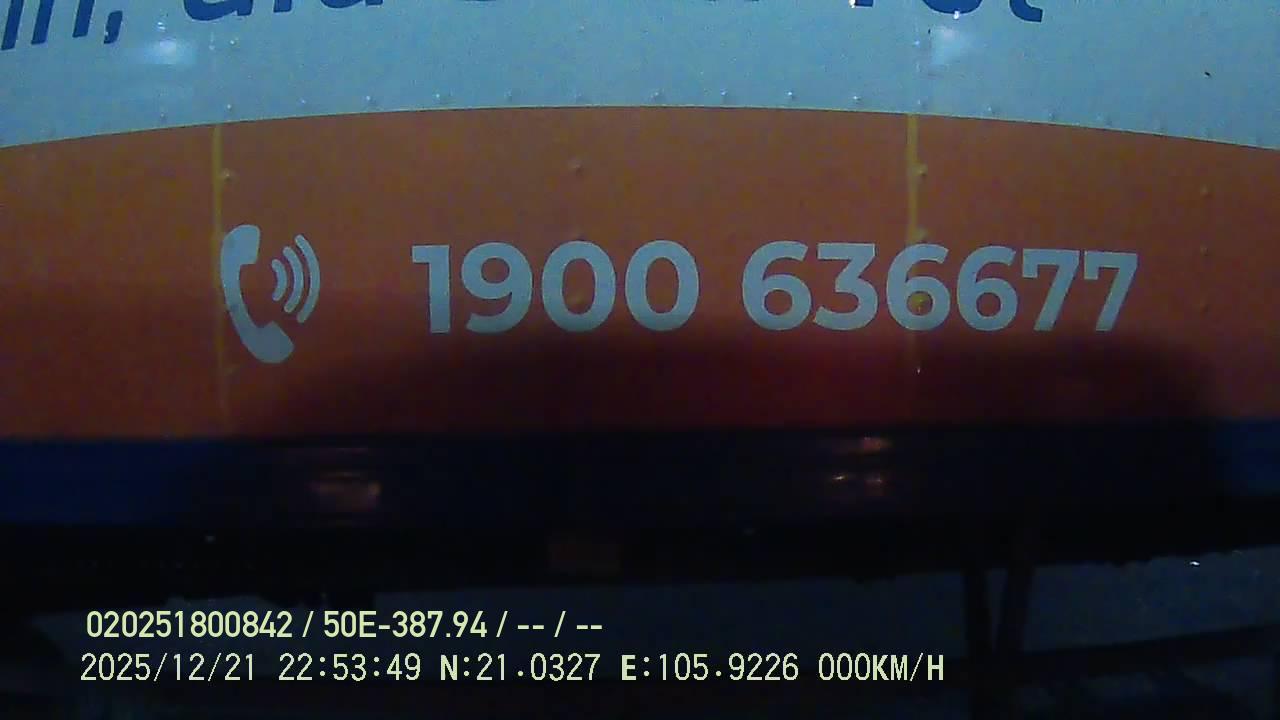 1900 636677
020251800842 / 50E-387.94 / -- / --
2025/12/21 22:53:49 N:21.0327 E:105.9226 000KM/H